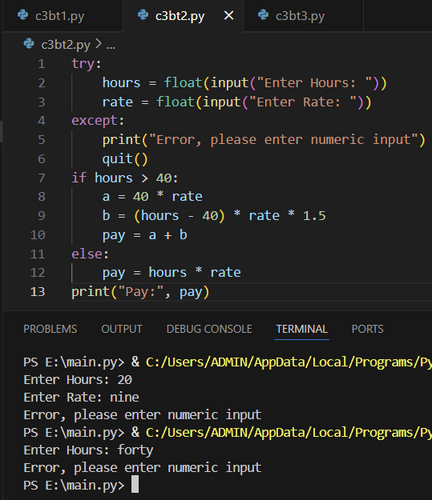 c3bt1.py c3bt2.py × c3bt3.py
c3bt2.py > ...
1 try:
2     hours = float(input("Enter Hours: "))
3     rate = float(input("Enter Rate: "))
4 except:
5     print("Error, please enter numeric input")
6     quit()
7 if hours > 40:
8     a = 40 * rate
9     b = (hours - 40) * rate * 1.5
10     pay = a + b
11 else:
12     pay = hours * rate
13 print("Pay:", pay)
PROBLEMS OUTPUT DEBUG CONSOLE TERMINAL PORTS
PS E:\main.py> & C:/Users/ADMIN/AppData/Local/Programs/Py
Enter Hours: 20
Enter Rate: nine
Error, please enter numeric input
PS E:\main.py> & C:/Users/ADMIN/AppData/Local/Programs/Py
Enter Hours: forty
Error, please enter numeric input
PS E:\main.py>